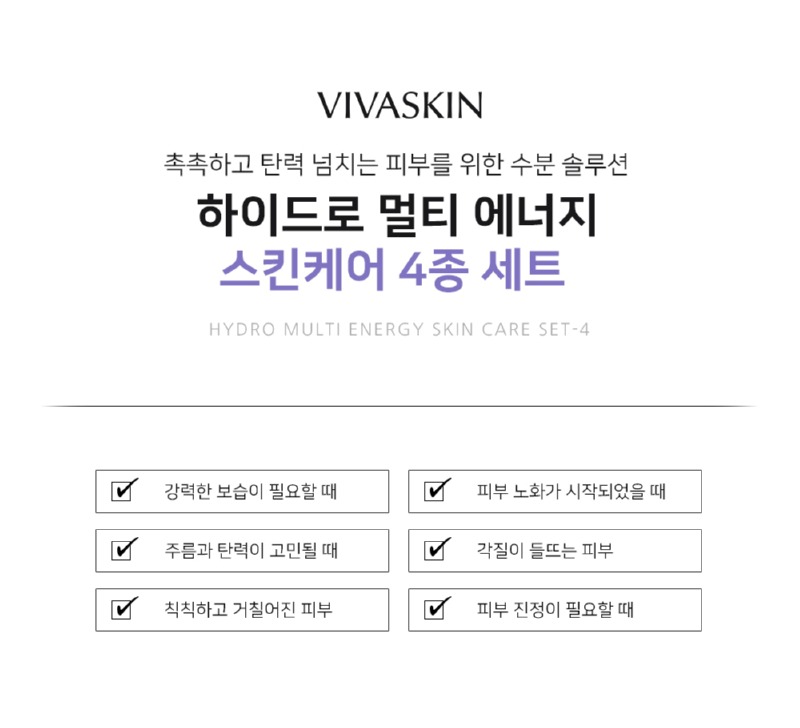 VIVASKIN
촉촉하고 탄력 넘치는 피부를 위한 수분 솔루션
하이드로 멀티 에너지
스킨케어 4종 세트
HYDRO MULTI ENERGY SKIN CARE SET-4
강력한 보습이 필요할 때
피부 노화가 시작되었을 때
주름과 탄력이 고민될 때
각질이 들뜨는 피부
칙칙하고 거칠어진 피부
피부 진정이 필요할 때